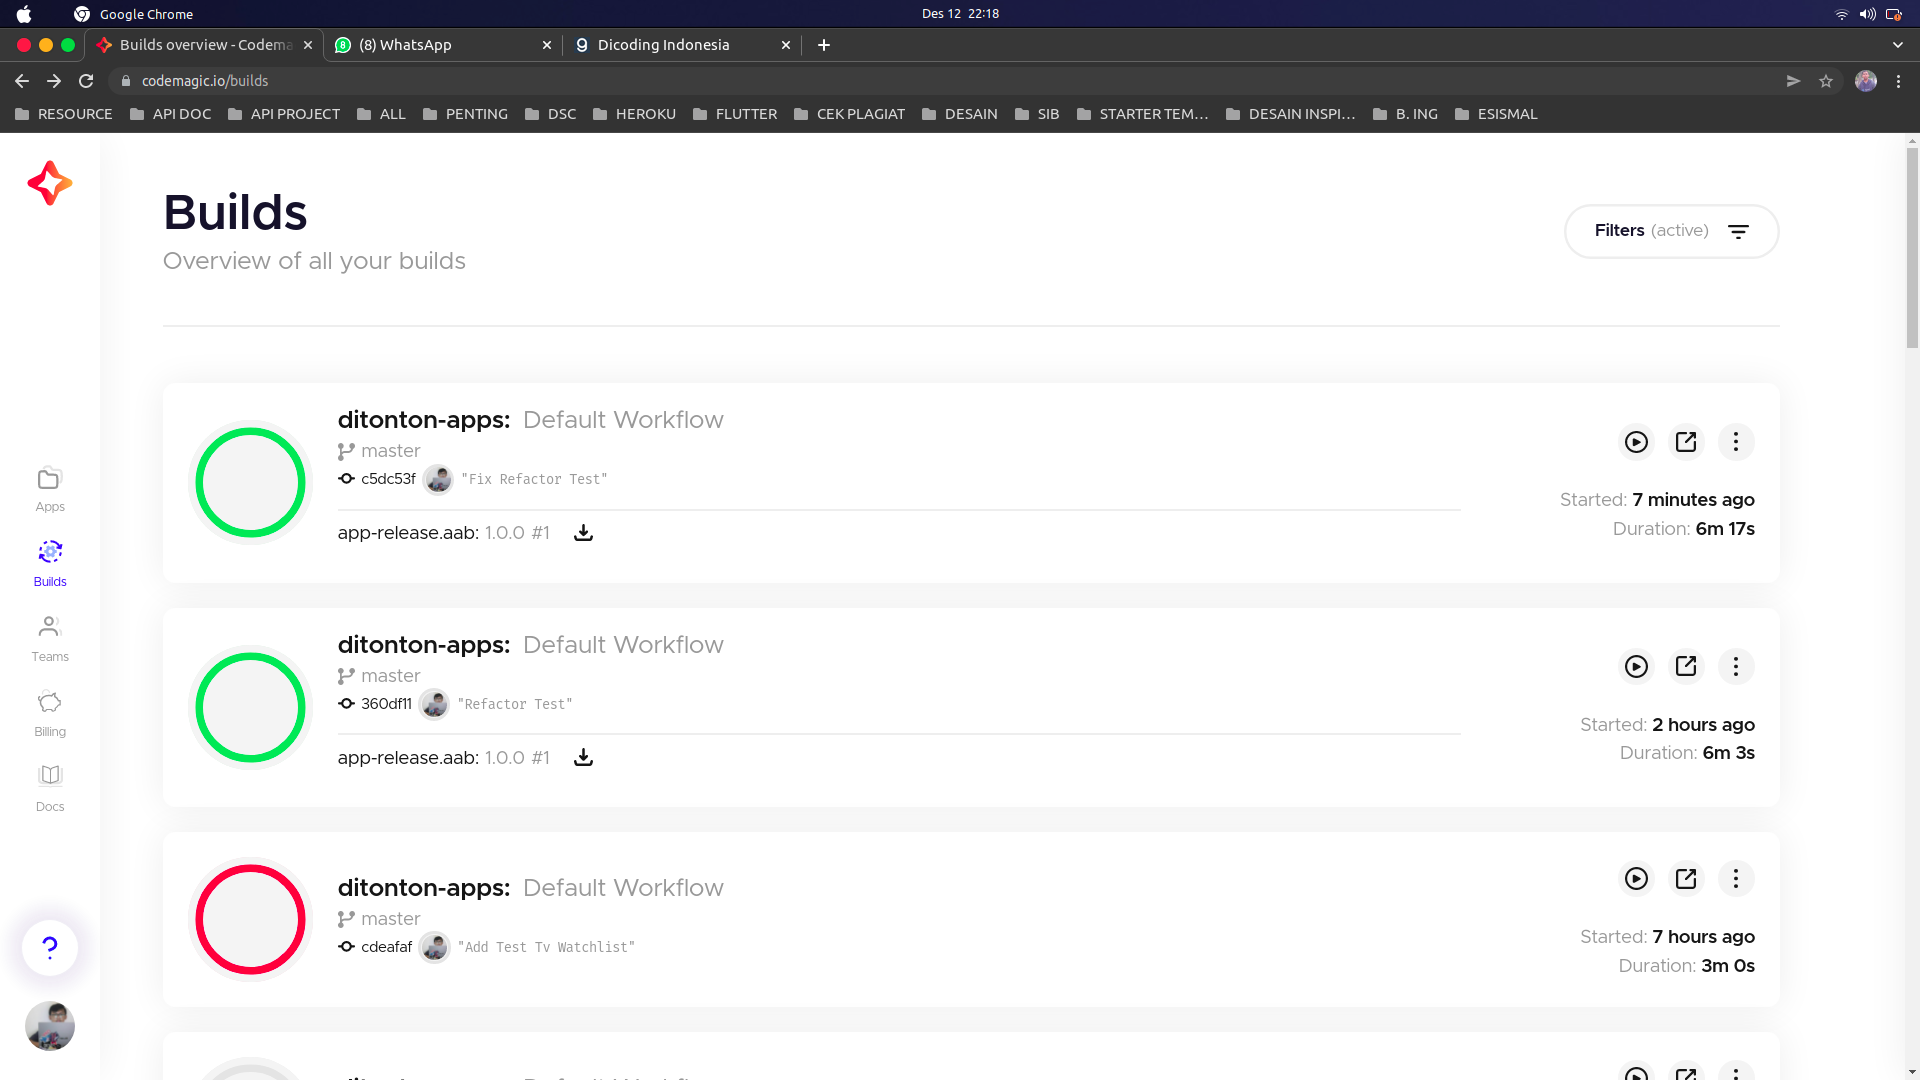 Google Chrome
Des 12 22:18
Builds overview - Codema
(8) WhatsApp
Dicoding Indonesia
codemagic.io/builds
RESOURCE
API DOC
API PROJECT
ALL
PENTING
DSC
HEROKU
FLUTTER
CEK PLAGIAT
DESAIN
SIB
STARTER TEM...
DESAIN INSPI...
B. ING
ESISMAL
Builds
Overview of all your builds
Filters (active)
ditonton-apps: Default Workflow
master
c5dc53f "Fix Refactor Test"
app-release.aab: 1.0.0 #1
Started: 7 minutes ago
Duration: 6m 17s
ditonton-apps: Default Workflow
master
360df11 "Refactor Test"
app-release.aab: 1.0.0 #1
Started: 2 hours ago
Duration: 6m 3s
ditonton-apps: Default Workflow
master
cdeafaf "Add Test Tv Watchlist"
Started: 7 hours ago
Duration: 3m 0s
Apps
Builds
Teams
Billing
Docs
?